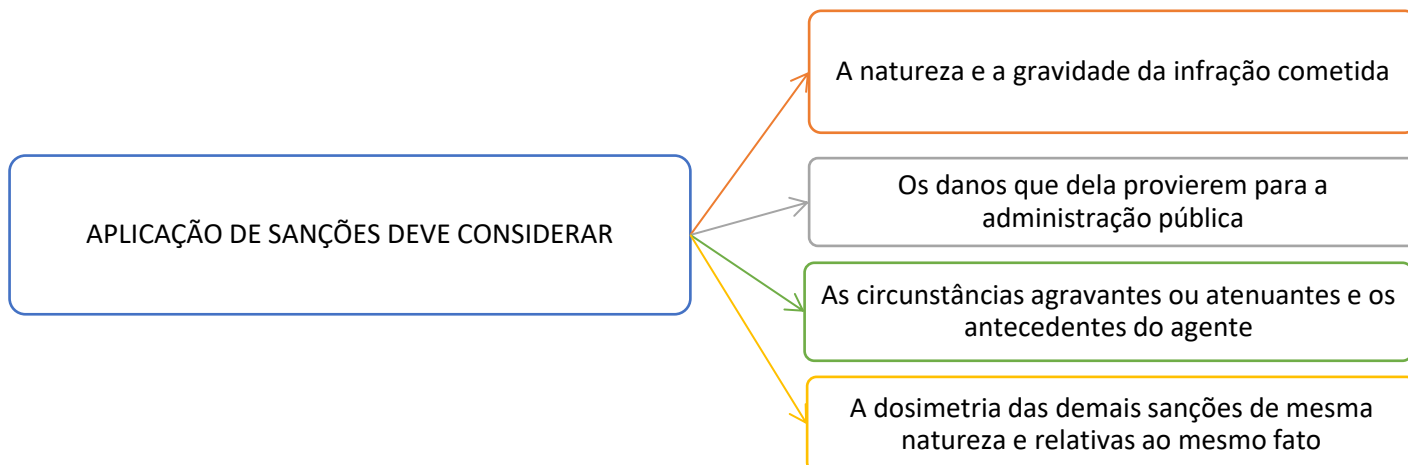 A natureza e a gravidade da infração cometida
APLICAÇÃO DE SANÇÕES DEVE CONSIDERAR
Os danos que dela provierem para a
administração pública
As circunstâncias agravantes ou atenuantes e os
antecedentes do agente
A dosimetria das demais sanções de mesma
natureza e relativas ao mesmo fato